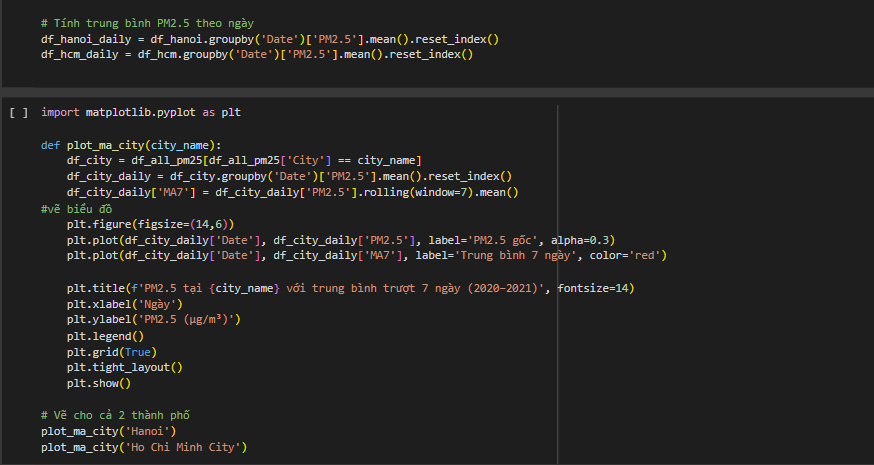 # Tính trung bình PM2.5 theo ngày
df_hanoi_daily = df_hanoi.groupby('Date')['PM2.5'].mean().reset_index()
df_hcm_daily = df_hcm.groupby('Date')['PM2.5'].mean().reset_index()
[ ] import matplotlib.pyplot as plt
def plot_ma_city(city_name):
    df_city = df_all_pm25[df_all_pm25['City'] == city_name]
    df_city_daily = df_city.groupby('Date')['PM2.5'].mean().reset_index()
    df_city_daily['MA7'] = df_city_daily['PM2.5'].rolling(window=7).mean()
#vẽ biểu đồ
    plt.figure(figsize=(14,6))
    plt.plot(df_city_daily['Date'], df_city_daily['PM2.5'], label='PM2.5 gốc', alpha=0.3)
    plt.plot(df_city_daily['Date'], df_city_daily['MA7'], label='Trung bình 7 ngày', color='red')
    plt.title(f'PM2.5 tại {city_name} với trung bình trượt 7 ngày (2020-2021)', fontsize=14)
    plt.xlabel('Ngày')
    plt.ylabel('PM2.5 (µg/m³)')
    plt.legend()
    plt.grid(True)
    plt.tight_layout()
    plt.show()
# Vẽ cho cả 2 thành phố
plot_ma_city('Hanoi')
plot_ma_city('Ho Chi Minh City')